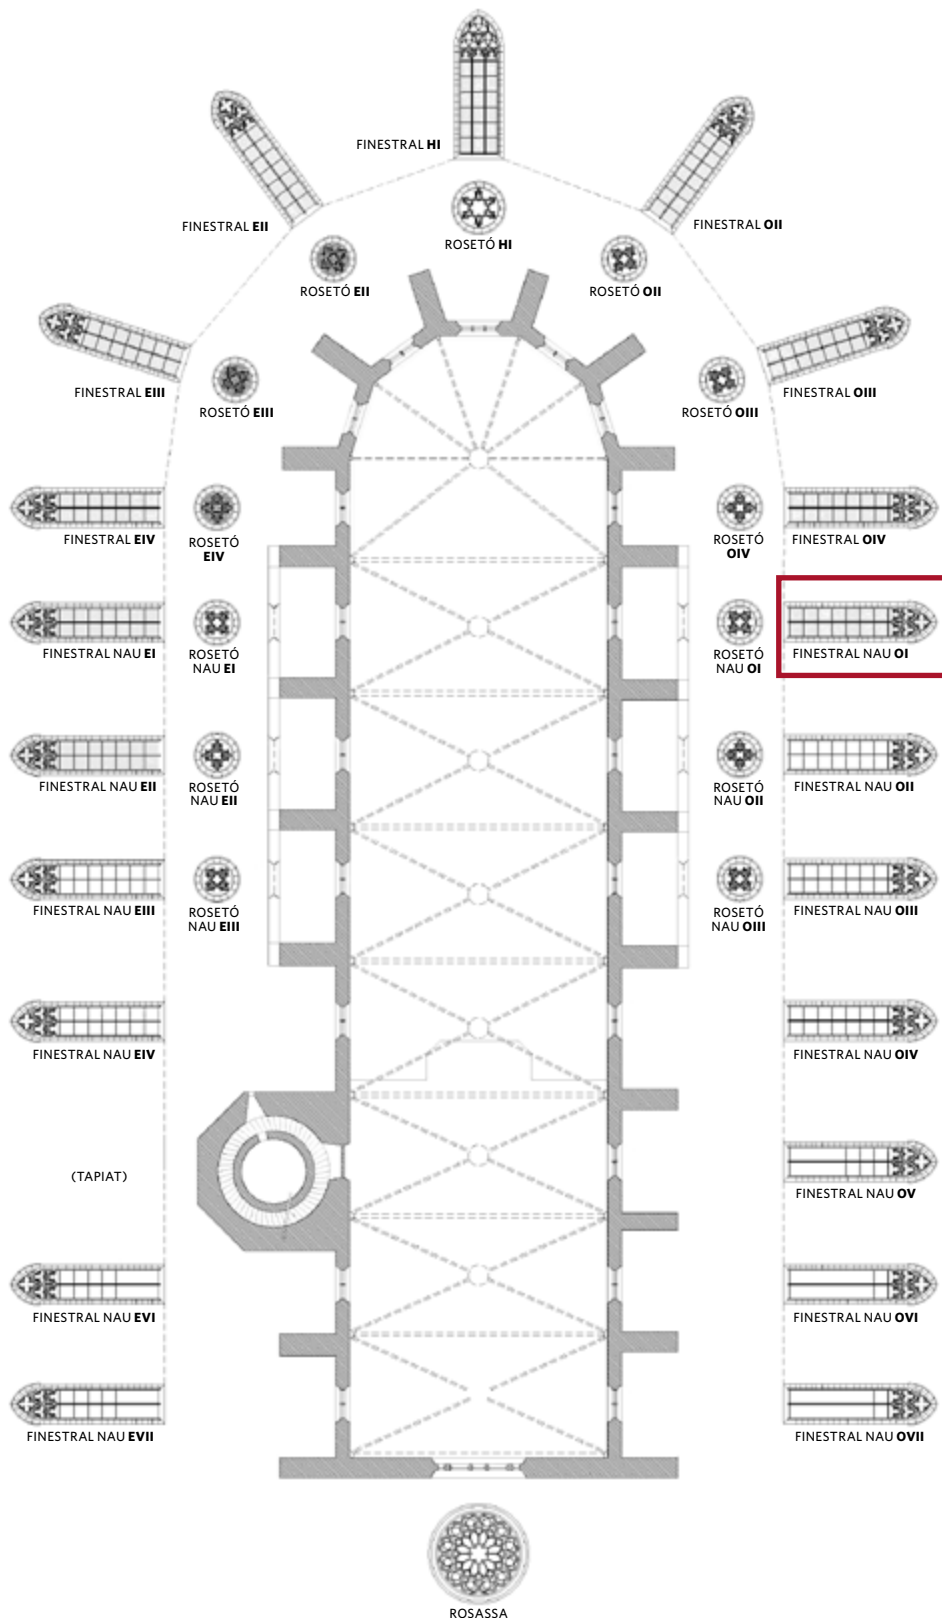 FINESTRAL HI
FINESTRAL EII
FINESTRAL OII
ROSETÓ HI
ROSETÓ EII
ROSETÓ OII
FINESTRAL EIII
FINESTRAL OIII
ROSETÓ EIII
ROSETÓ OIII
FINESTRAL EIV
ROSETÓ
EIV
ROSETÓ
OIV
FINESTRAL OIV
FINESTRAL NAU EI
ROSETÓ
NAU EI
ROSETÓ
NAU OI
FINESTRAL NAU OI
FINESTRAL NAU EII
ROSETÓ
NAU EII
ROSETÓ
NAU OII
FINESTRAL NAU OII
FINESTRAL NAU EIII
ROSETÓ
NAU EIII
ROSETÓ
NAU OIII
FINESTRAL NAU OIII
FINESTRAL NAU EIV
FINESTRAL NAU OIV
(TAPIAT)
FINESTRAL NAU OV
FINESTRAL NAU EVI
FINESTRAL NAU OVI
FINESTRAL NAU EVII
FINESTRAL NAU OVII
ROSASSA